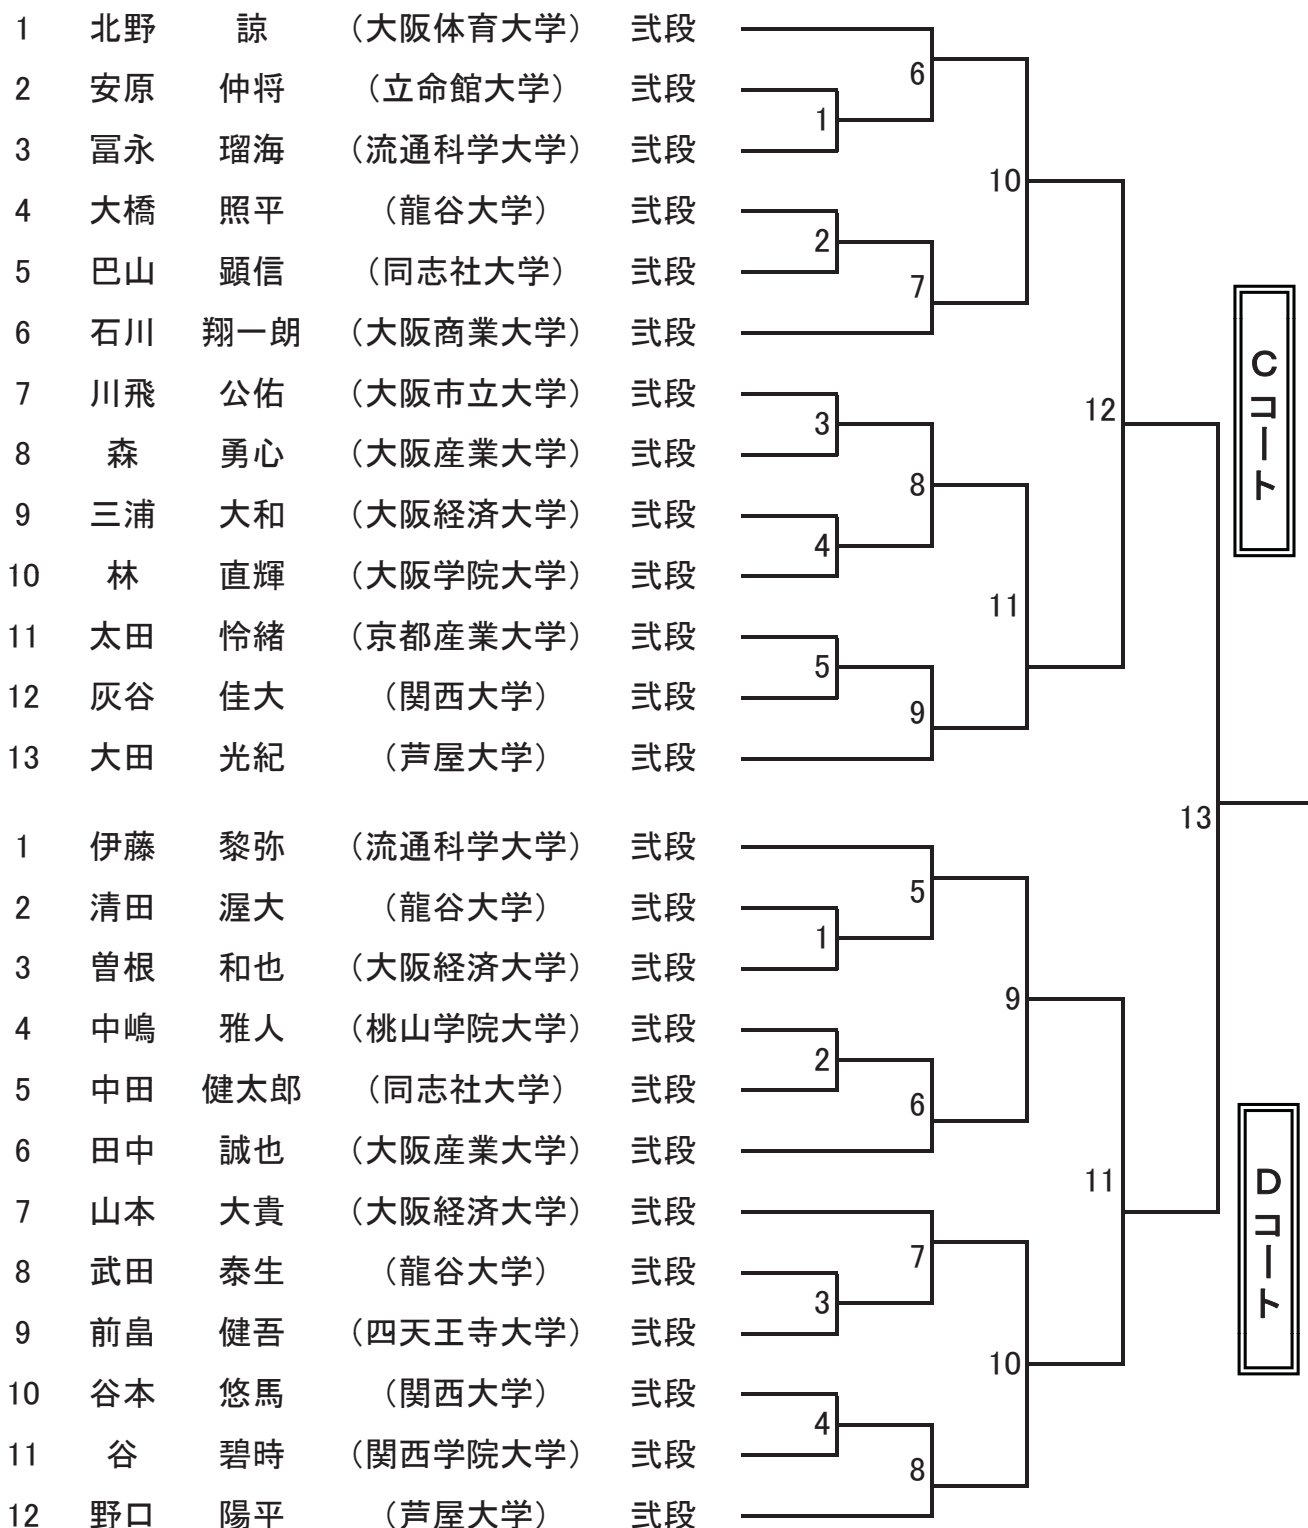 1 北野 諒 （大阪体育大学） 弐段
2 安原 仲将 （立命館大学） 弐段
3 冨永 瑠海 （流通科学大学） 弐段
4 大橋 照平 （龍谷大学） 弐段
5 巴山 顕信 （同志社大学） 弐段
6 石川 翔一朗 （大阪商業大学） 弐段
7 川飛 公佑 （大阪市立大学） 弐段
8 森 勇心 （大阪産業大学） 弐段
9 三浦 大和 （大阪経済大学） 弐段
10 林 直輝 （大阪学院大学） 弐段
11 太田 怜緒 （京都産業大学） 弐段
12 灰谷 佳大 （関西大学） 弐段
13 大田 光紀 （芦屋大学） 弐段
1
2
3
4
5
6
7
8
9
10
11
12
Cコート
13
1 伊藤 黎弥 （流通科学大学） 弐段
2 清田 渥大 （龍谷大学） 弐段
3 曽根 和也 （大阪経済大学） 弐段
4 中嶋 雅人 （桃山学院大学） 弐段
5 中田 健太郎 （同志社大学） 弐段
6 田中 誠也 （大阪産業大学） 弐段
7 山本 大貴 （大阪経済大学） 弐段
8 武田 泰生 （龍谷大学） 弐段
9 前畠 健吾 （四天王寺大学） 弐段
10 谷本 悠馬 （関西大学） 弐段
11 谷 碧時 （関西学院大学） 弐段
12 野口 陽平 （芦屋大学） 弐段
1
2
3
4
5
6
7
8
9
10
11
Dコート